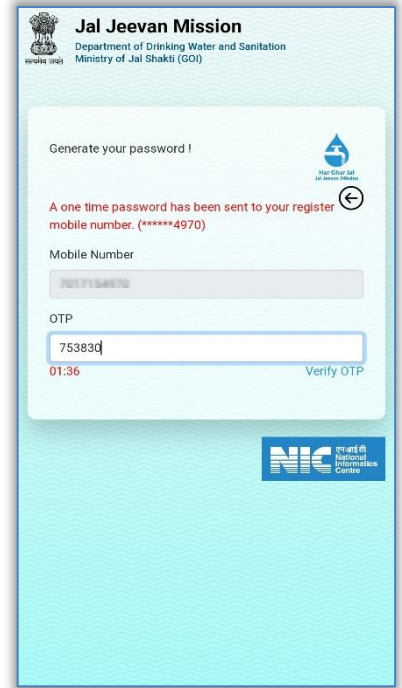 सत्यमेव जयते
Jal Jeevan Mission
Department of Drinking Water and Sanitation
Ministry of Jal Shakti (GOI)
Generate your password !
Har Ghar Jal
Jal Jeevan Mission
A one time password has been sent to your register
mobile number. (******4970)
Mobile Number
OTP
753830
01:36
Verify OTP
NIC
एन आई सी
National
Informatics
Centre